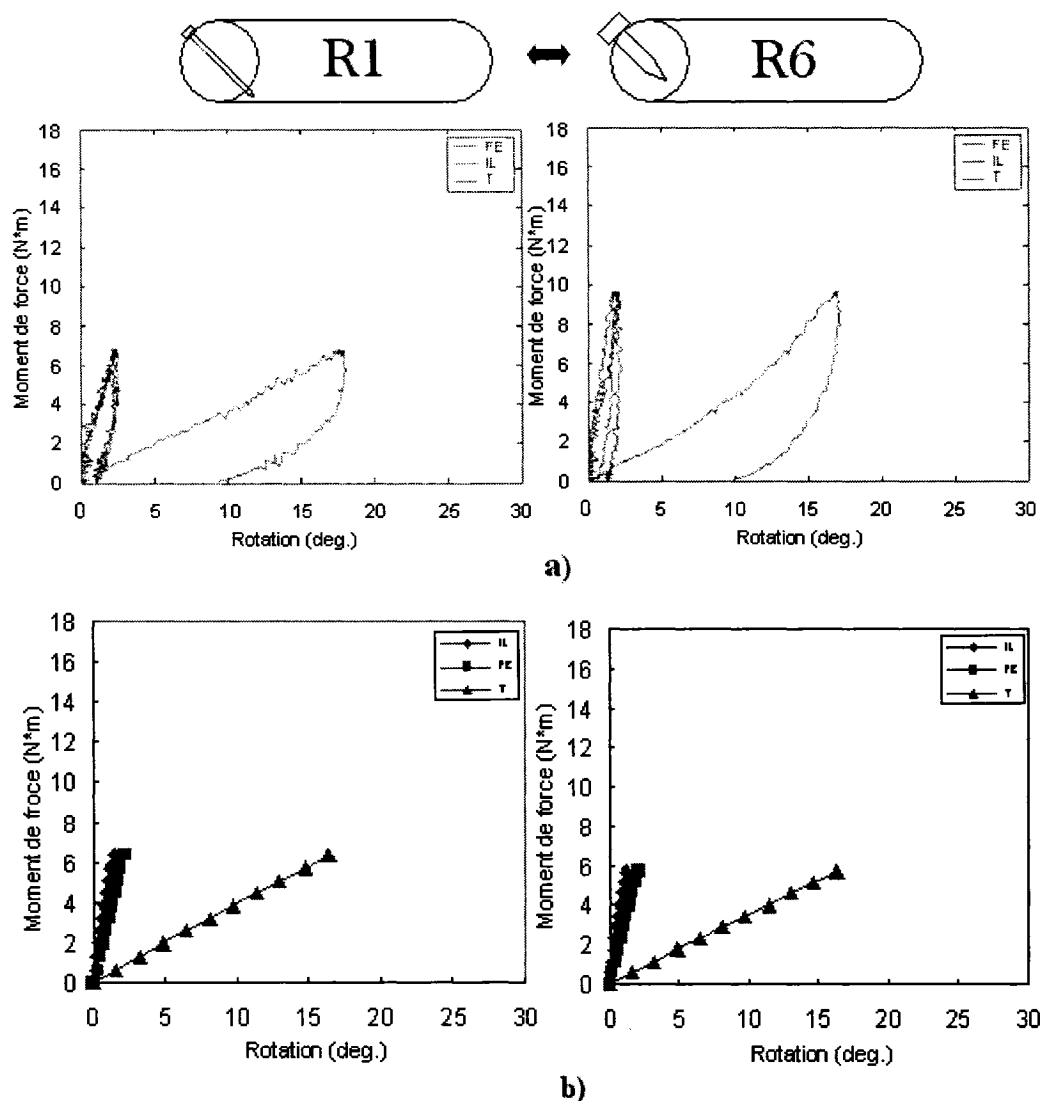 R1
R6
18
16
14
12
10
8
6
4
2
0
Moment de force (N*m)
FE
IL
T
0 5 10 15 20 25 30
Rotation (deg.)
18
16
14
12
10
8
6
4
2
0
Moment de force (N*m)
FE
IL
T
0 5 10 15 20 25 30
Rotation (deg.)
a)
18
16
14
12
10
8
6
4
2
0
Moment de froce (N*m)
IL
FE
T
0 5 10 15 20 25 30
Rotation (deg.)
18
16
14
12
10
8
6
4
2
0
Moment de force (N*m)
IL
FE
T
0 5 10 15 20 25 30
Rotation (deg.)
b)